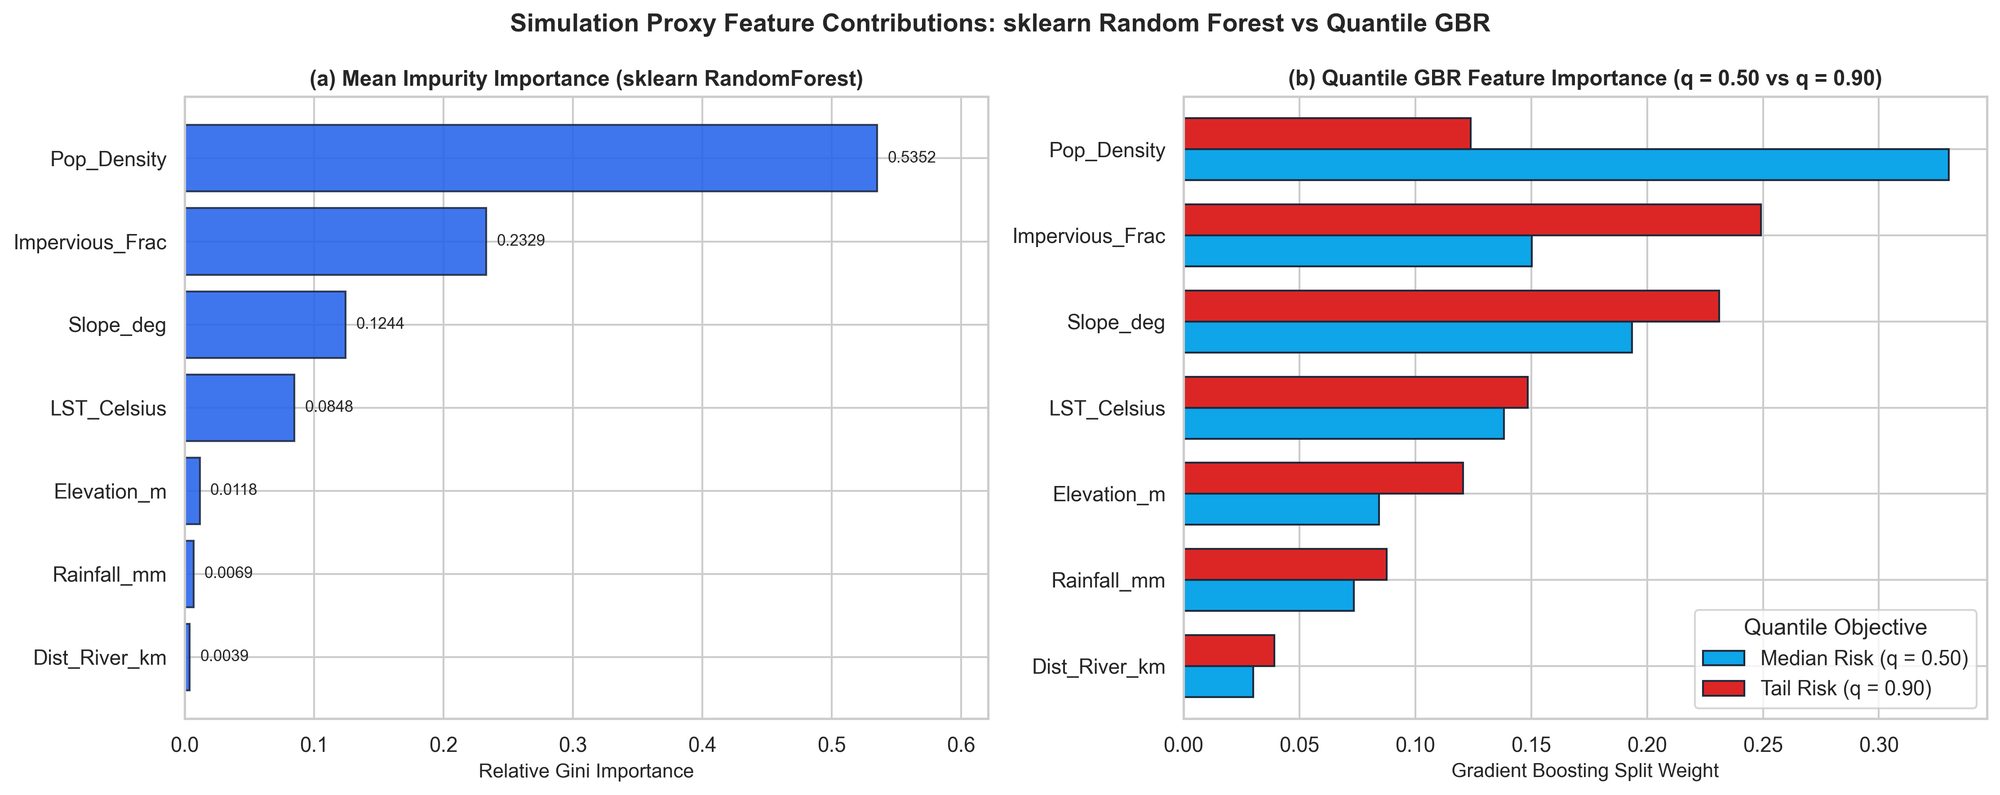 Simulation Proxy Feature Contributions: sklearn Random Forest vs Quantile GBR
(a) Mean Impurity Importance (sklearn RandomForest)
Pop_Density
0.5352
Impervious_Frac
0.2329
Slope_deg
0.1244
LST_Celsius
0.0848
Elevation_m
0.0118
Rainfall_mm
0.0069
Dist_River_km
0.0039
0.0 0.1 0.2 0.3 0.4 0.5 0.6
Relative Gini Importance
(b) Quantile GBR Feature Importance (q = 0.50 vs q = 0.90)
Pop_Density
Impervious_Frac
Slope_deg
LST_Celsius
Elevation_m
Rainfall_mm
Dist_River_km
Quantile Objective
Median Risk (q = 0.50)
Tail Risk (q = 0.90)
0.00 0.05 0.10 0.15 0.20 0.25 0.30
Gradient Boosting Split Weight